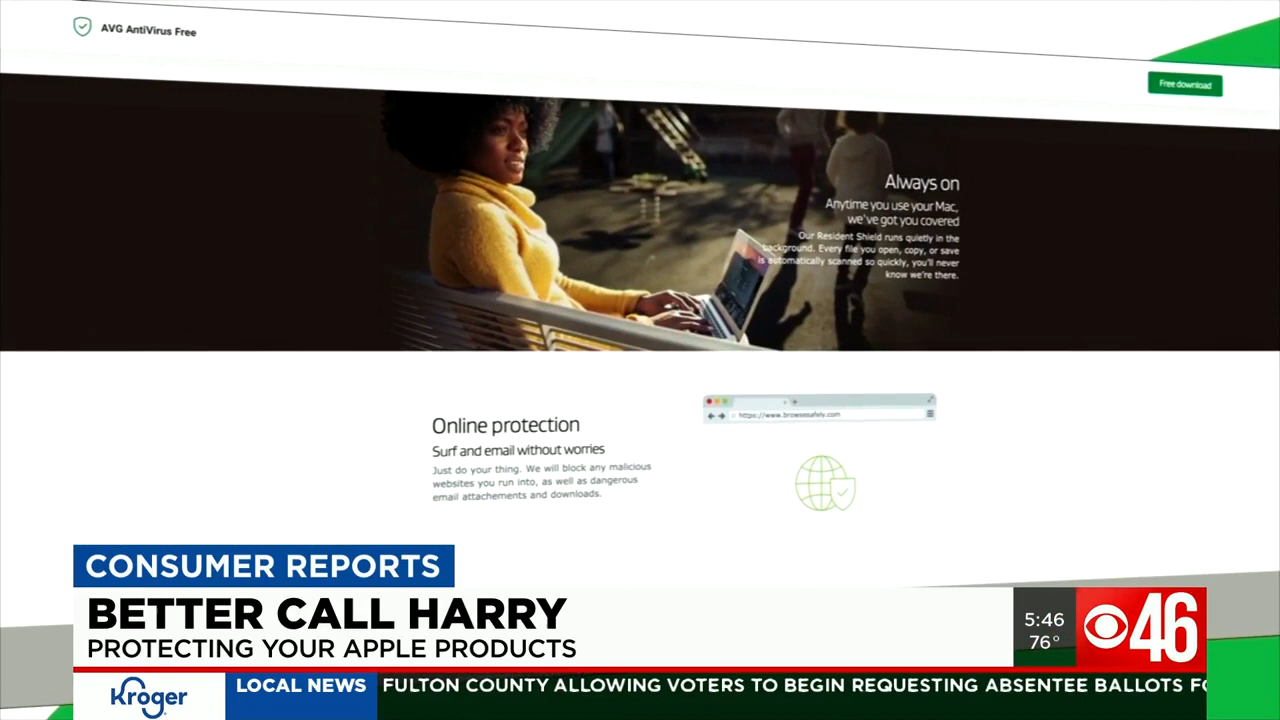 AVG AntiVirus Free
Free download
Always on
Anytime you use your Mac,
we've got you covered
Our Resident Shield runs quietly in the
background. Every file you open, copy, or save
is automatically scanned so quickly, you'll never
know we're there.
https://www.browsesafely.com
Online protection
Surf and email without worries
Just do your thing. We will block any malicious
websites you run into, as well as dangerous
email attachements and downloads.
CONSUMER REPORTS
BETTER CALL HARRY
PROTECTING YOUR APPLE PRODUCTS
5:46
76°
46
Kroger
LOCAL NEWS
FULTON COUNTY ALLOWING VOTERS TO BEGIN REQUESTING ABSENTEE BALLOTS